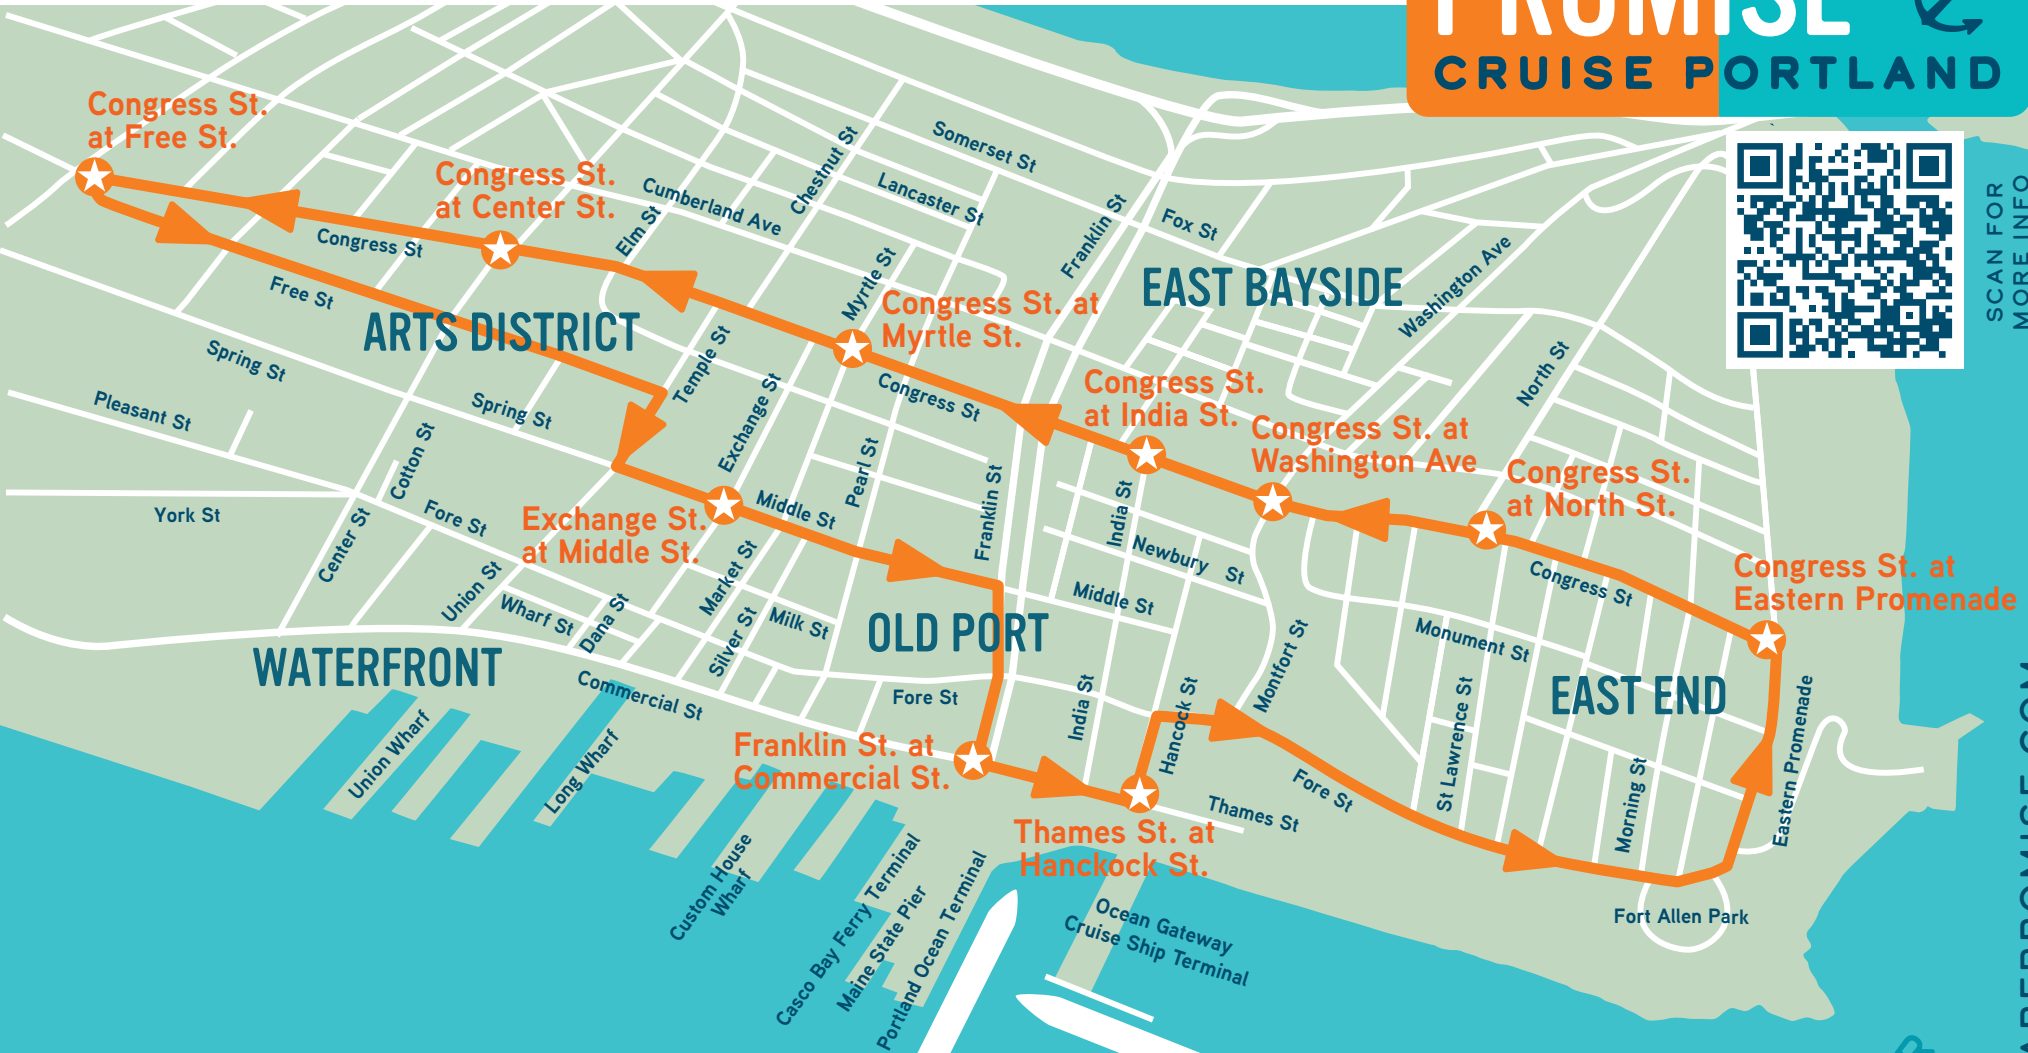 PROMISE
CRUISE PORTLAND
SCAN FOR
MORE INFO
Congress St.
at Free St.
Congress St.
at Center St.
Congress St. at
Myrtle St.
Congress St.
at India St.
Congress St. at
Washington Ave
Congress St.
at North St.
Congress St. at
Eastern Promenade
Exchange St.
at Middle St.
Franklin St. at
Commercial St.
Thames St. at
Hanckock St.
ARTS DISTRICT
EAST BAYSIDE
OLD PORT
WATERFRONT
EAST END
Somerset St
Chestnut St
Lancaster St
Cumberland Ave
Elm St
Franklin St
Fox St
Washington Ave
Congress St
Free St
Myrtle St
Spring St
Temple St
Exchange St
Congress St
North St
Pleasant St
Spring St
Cotton St
Pearl St
Middle St
Franklin St
India St
York St
Fore St
Center St
Newbury St
Congress St
Union St
Market St
Middle St
Wharf St
Dana St
Silver St
Milk St
Monument St
Montfort St
Commercial St
Fore St
India St
Hancock St
St Lawrence St
Eastern Promenade
Union Wharf
Long Wharf
Fore St
Thames St
Morning St
Custom House
Wharf
Casco Bay Ferry Terminal
Maine State Pier
Portland Ocean Terminal
Ocean Gateway
Cruise Ship Terminal
Fort Allen Park